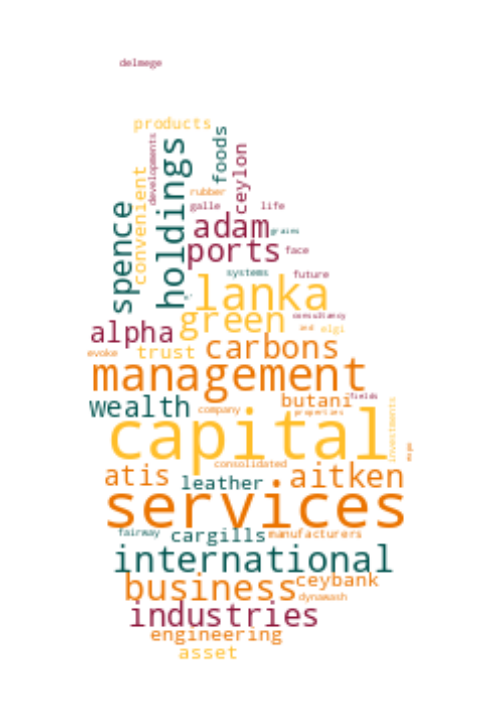 delmege
products
developments
holdings
foods
ceylon
convenient
spence
rubber
galle
life
adam
grains
ports
face
systems
future
lanka
green
consultancy
and
elgi
alpha
evoke
trust
carbons
management
fields
wealth
company
butani
properties
capital
investments
consolidated
atis
leather
aitken
services
fairway
cargills
manufacturers
international
business
ceybank
dynawash
industries
engineering
asset